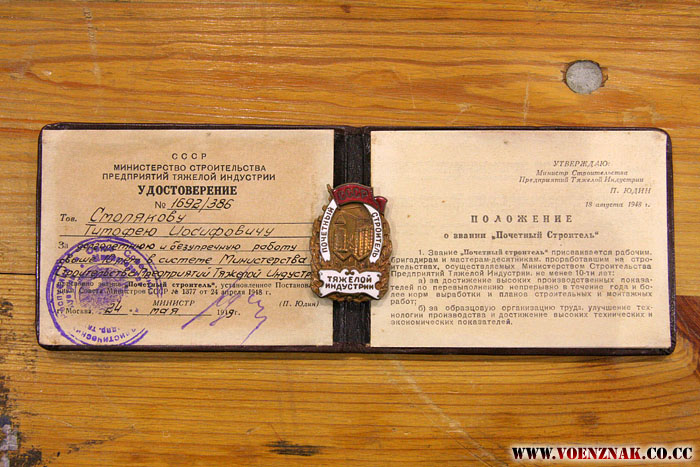 СССР
МИНИСТЕРСТВО СТРОИТЕЛЬСТВА
ПРЕДПРИЯТИЙ ТЯЖЕЛОЙ ИНДУСТРИИ
УДОСТОВЕРЕНИЕ
№ 1692/386
Тов. Столякову
Тимофею Иосифовичу
За долголетнюю и безупречную работу
в системе Министерства
Строительства Предприятий Тяжелой Индуст
звание „Почетный строитель", установленное Постанов
Совета Министров СССР № 1377 от 24 апреля 1948 г.
МИНИСТР (П. Юдин)
г. Москва. 24 мая 1949 г.
ПОЧЕТНЫЙ СТРОИТЕЛЬ
ТЯЖЕЛОЙ
ИНДУСТРИИ
УТВЕРЖДАЮ:
Министр Строительства
Предприятий Тяжелой Индустрии
П. ЮДИН
18 августа 1948 г.
ПОЛОЖЕНИЕ
о звании „Почетный Строитель"
1. Звание „Почетный строитель" присваивается рабочим,
бригадирам и мастерам-десятникам, проработавшим на стро-
ительствах, осуществляемых Министерством Строительства
Предприятий Тяжелой Индустрии, не менее 10-ти лет:
а) за достижение высоких производственных показа-
телей по перевыполнению непрерывно в течение года и бо-
лее норм выработки и планов строительных и монтажных
работ;
б) за образцовую организацию труда, улучшение тех-
нологии производства и достижение высоких технических и
экономических показателей.
WWW.VOENZNAK.CO.CC